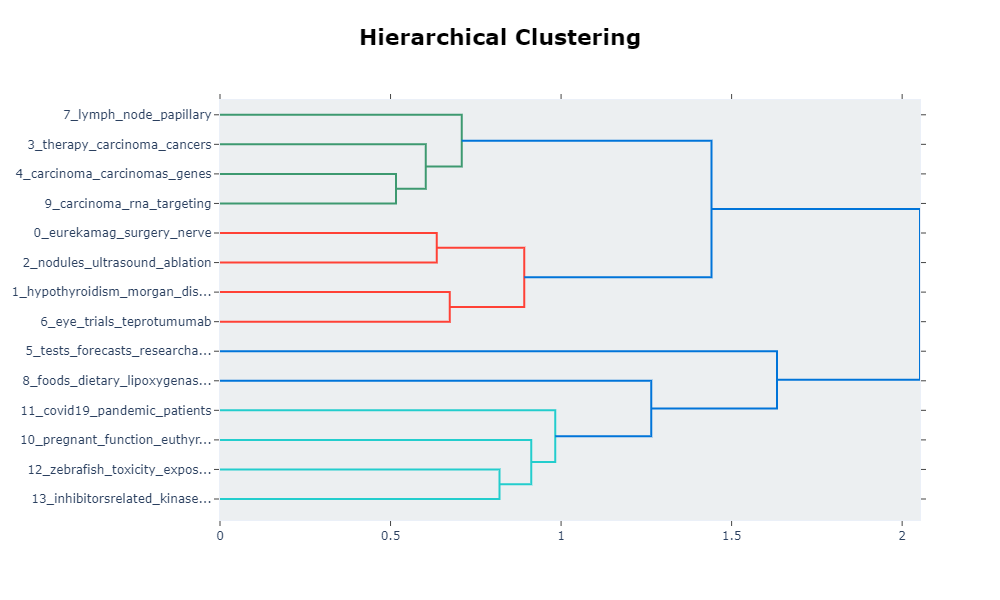 Hierarchical Clustering
7_lymph_node_papillary
3_therapy_carcinoma_cancers
4_carcinoma_carcinomas_genes
9_carcinoma_rna_targeting
0_eurekamag_surgery_nerve
2_nodules_ultrasound_ablation
1_hypothyroidism_morgan_dis...
6_eye_trials_teprotumumab
5_tests_forecasts_researcha...
8_foods_dietary_lipoxygenas...
11_covid19_pandemic_patients
10_pregnant_function_euthyr...
12_zebrafish_toxicity_expos...
13_inhibitorsrelated_kinase...
0 0.5 1 1.5 2